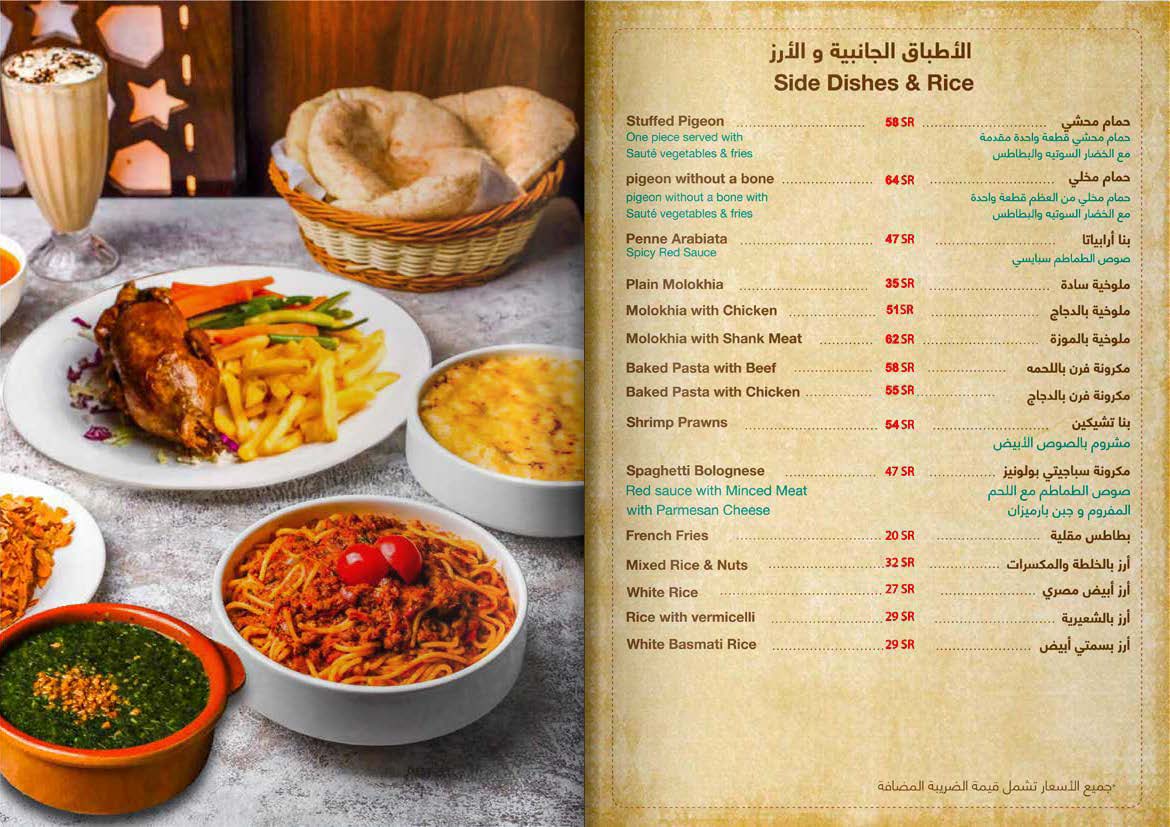 الأطباق الجانبية و الأرز
Side Dishes & Rice
Stuffed Pigeon 58 SR حمام محشي
One piece served with حمام محشي قطعة واحدة مقدمة
Sauté vegetables & fries مع الخضار السوتيه والبطاطس
pigeon without a bone 64 SR حمام مخلي
pigeon without a bone with حمام مخلي من العظم قطعة واحدة
Sauté vegetables & fries مع الخضار السوتيه والبطاطس
Penne Arabiata 47 SR بنا أرابياتا
Spicy Red Sauce صوص الطماطم سبايسي
Plain Molokhia 35 SR ملوخية سادة
Molokhia with Chicken 51SR ملوخية بالدجاج
Molokhia with Shank Meat 62 SR ملوخية بالموزة
Baked Pasta with Beef 58 SR مكرونة فرن باللحمه
Baked Pasta with Chicken 55 SR مكرونة فرن بالدجاج
Shrimp Prawns 54 SR بنا تشيكين
مشروم بالصوص الأبيض
Spaghetti Bolognese 47 SR مكرونة سباجيتي بولونيز
Red sauce with Minced Meat صوص الطماطم مع اللحم
with Parmesan Cheese المفروم و جبن بارميزان
French Fries 20 SR بطاطس مقلية
Mixed Rice & Nuts 32 SR أرز بالخلطة والمكسرات
White Rice 27 SR أرز أبيض مصري
Rice with vermicelli 29 SR أرز بالشعيرية
White Basmati Rice 29 SR أرز بسمتي أبيض
*جميع الأسعار تشمل قيمة الضريبة المضافة